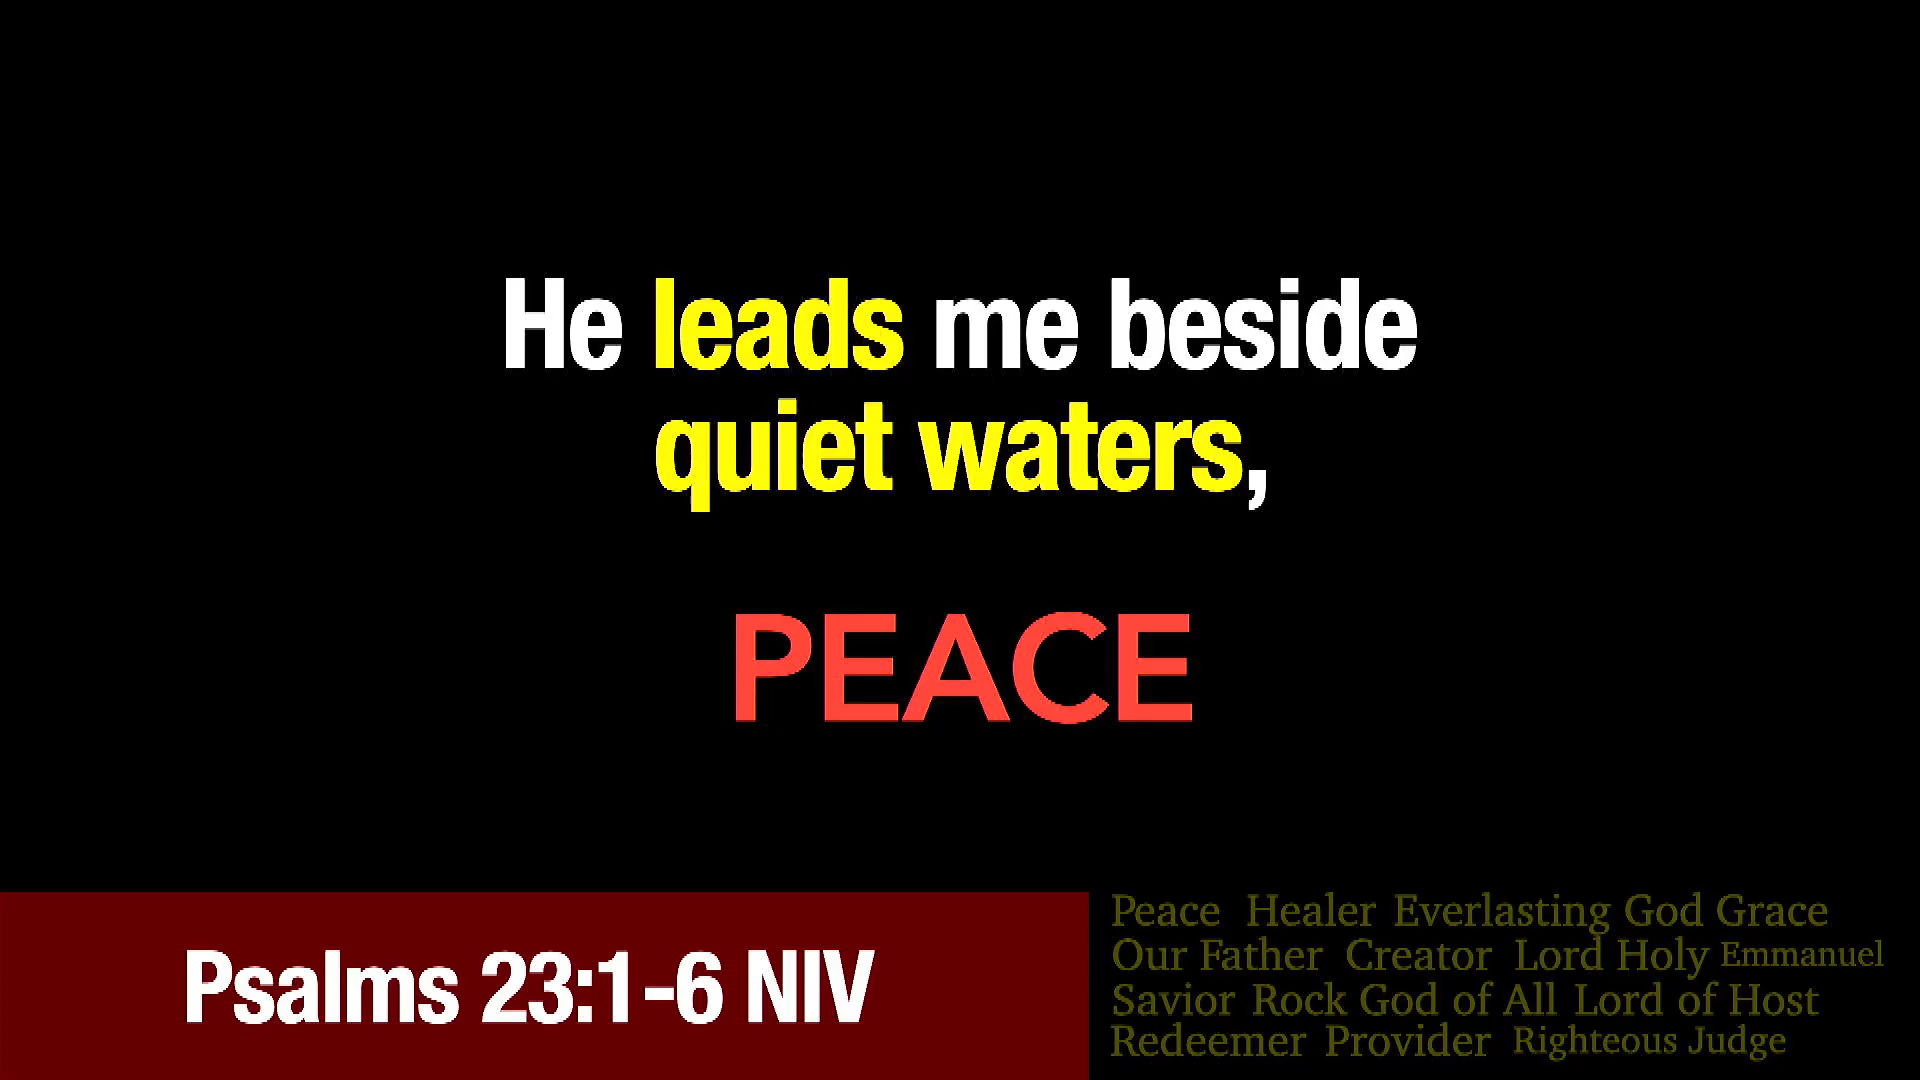 He leads me beside
quiet waters,
PEACE
Psalms 23:1-6 NIV
Peace Healer Everlasting God Grace
Our Father Creator Lord Holy Emmanuel
Savior Rock God of All Lord of Host
Redeemer Provider Righteous Judge